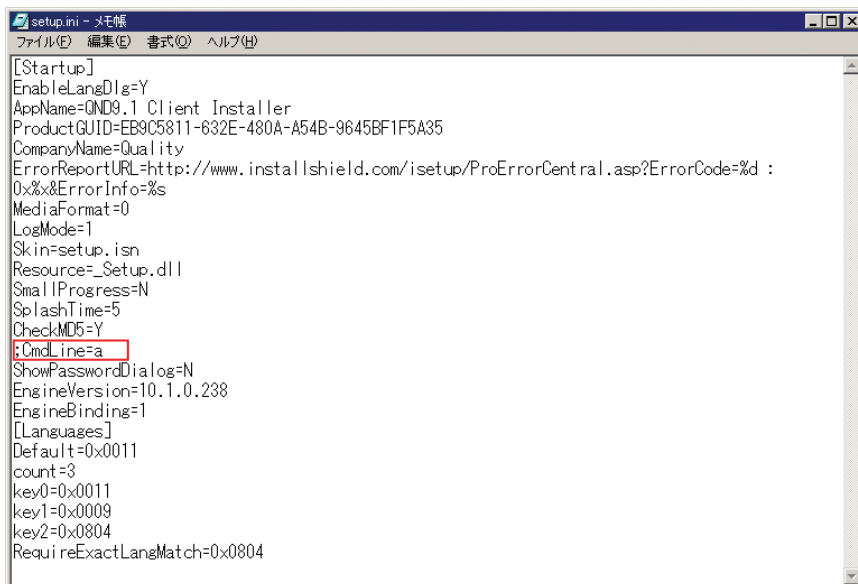 setup.ini - メモ帳
ファイル(F) 編集(E) 書式(O) ヘルプ(H)
[Startup]
EnableLangDlg=Y
AppName=QND9.1 Client Installer
ProductGUID=EB9C5811-632E-480A-A54B-9645BF1F5A35
CompanyName=Quality
ErrorReportURL=http://www.installshield.com/isetup/ProErrorCentral.asp?ErrorCode=%d :
0x%x&ErrorInfo=%s
MediaFormat=0
LogMode=1
Skin=setup.isn
Resource=_Setup.dll
SmallProgress=N
SplashTime=5
CheckMD5=Y
;CmdLine=a
ShowPasswordDialog=N
EngineVersion=10.1.0.238
EngineBinding=1
[Languages]
Default=0x0011
count=3
key0=0x0011
key1=0x0009
key2=0x0804
RequireExactLangMatch=0x0804